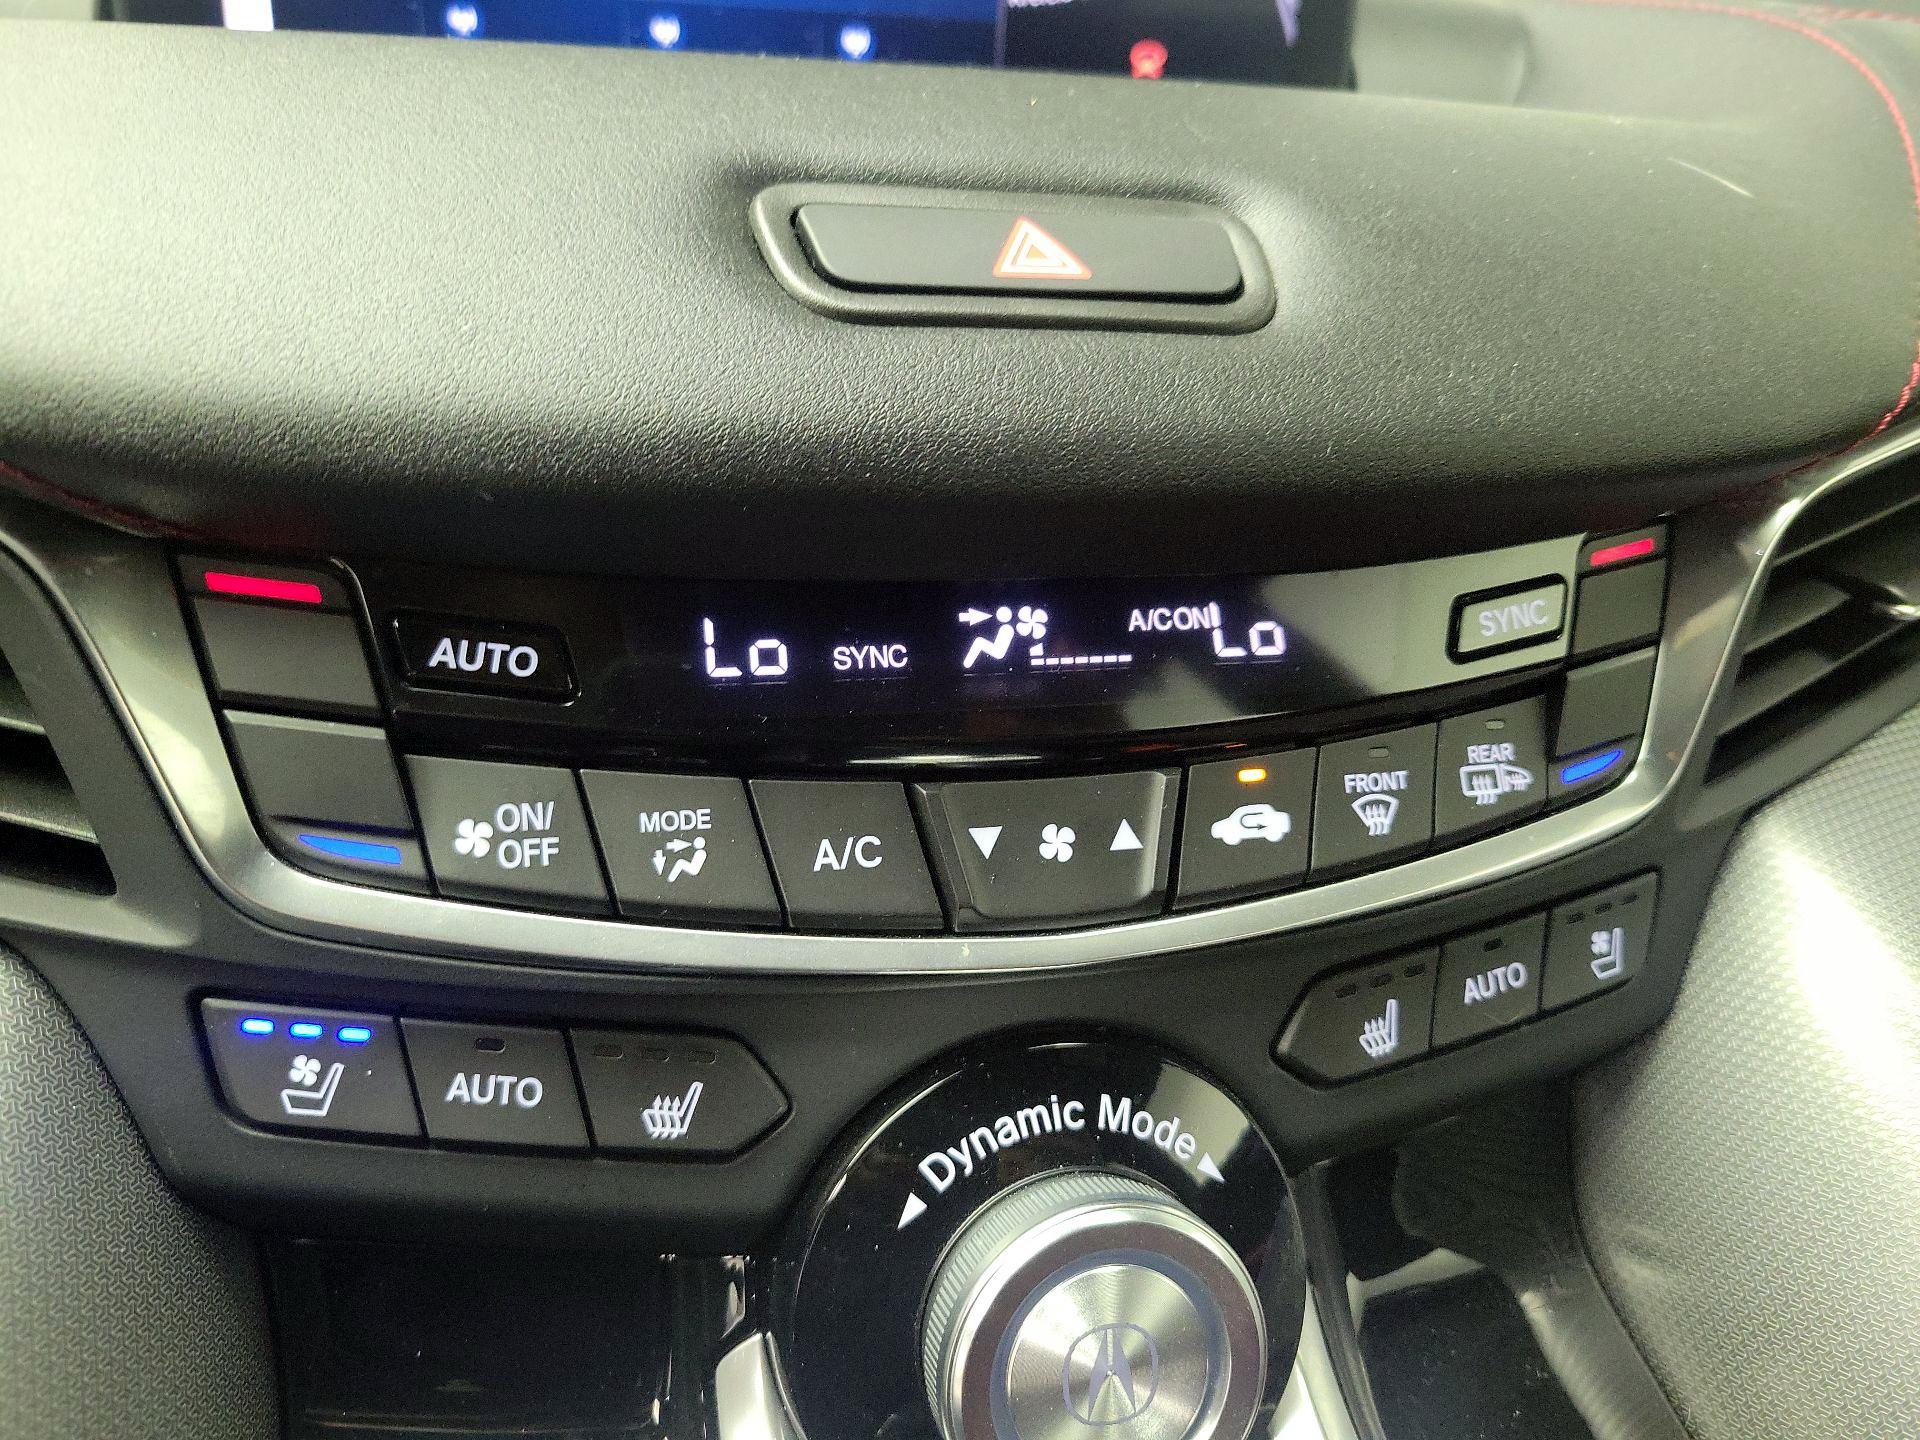 AUTO
Lo
SYNC
A/CON
Lo
SYNC
ON/
OFF
MODE
A/C
FRONT
REAR
AUTO
AUTO
Dynamic Mode